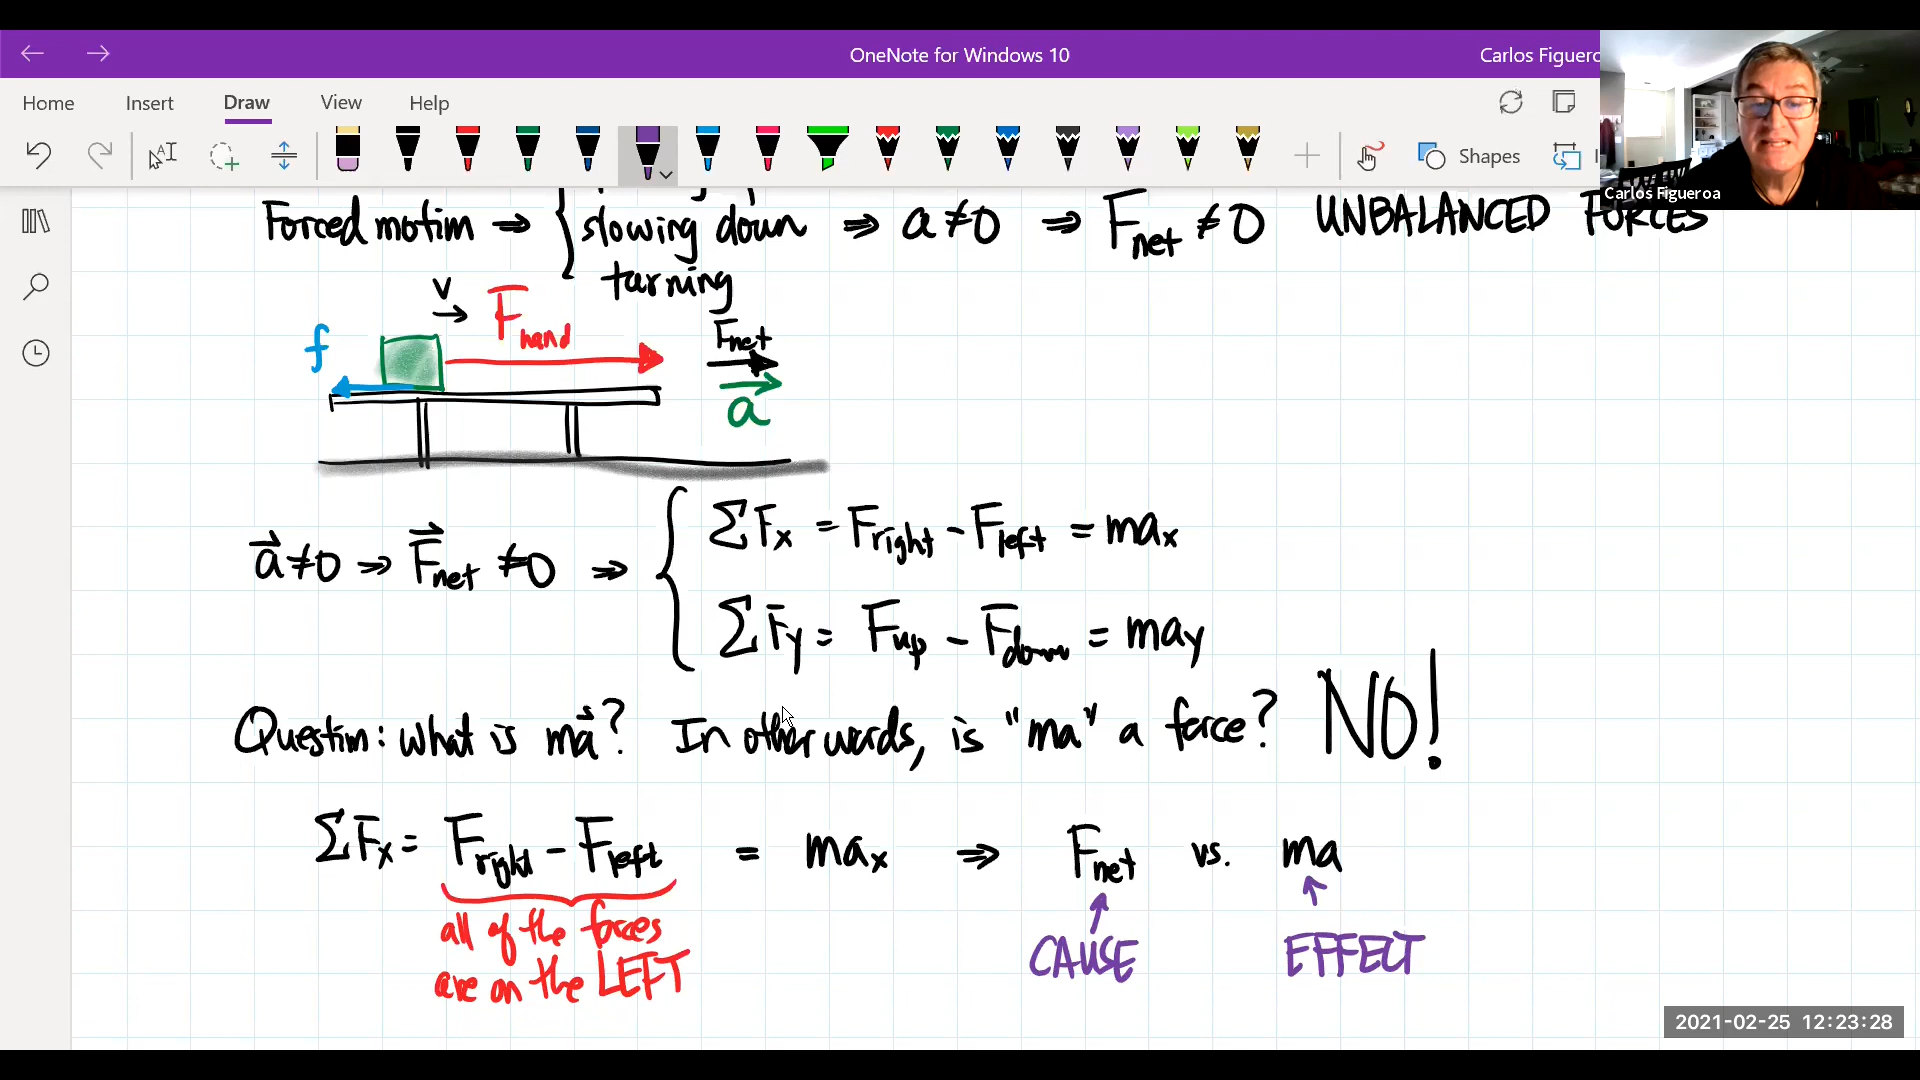 OneNote for Windows 10
Carlos Figuero
Home Insert Draw View Help
Shapes
Carlos Figueroa
Forced motion ⇒ { slowing down ⇒ a ≠ 0 ⇒ Fnet ≠ 0 UNBALANCED FORCES
turning
v →
F hand
f
Fnet
a
a⃗ ≠ 0 ⇒ F⃗net ≠ 0 ⇒ { ΣFx = Fright - Fleft = max
ΣFy = Fup - Fdown = may
Question: what is ma⃗? In other words, is "ma" a force? NO!
ΣFx = Fright - Fleft = max ⇒ Fnet vs. ma
all of the forces
are on the LEFT
CAUSE EFFECT
2021-02-25 12:23:28